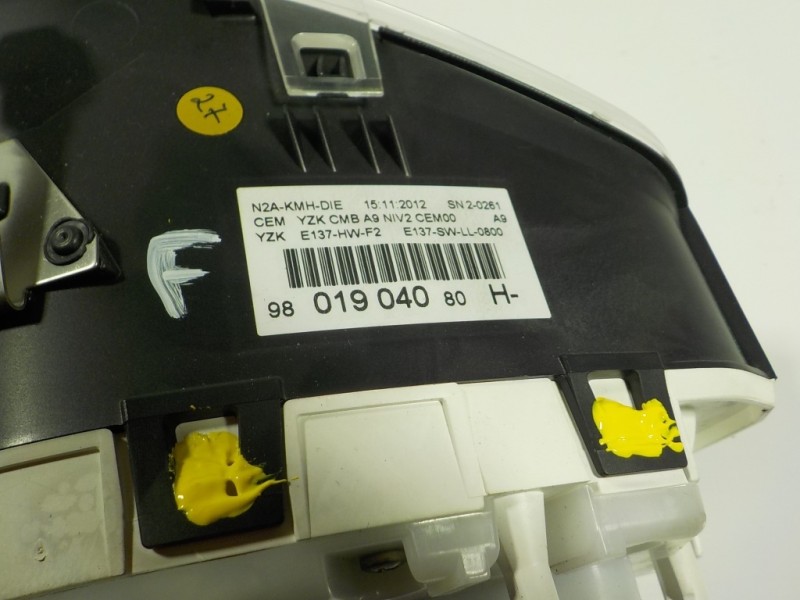 27
N2A-KMH-DIE 15:11:2012 SN 2-0261
CEM YZK CMB A9 NIV2 CEM00 A9
YZK E137-HW-F2 E137-SW-LL-0800
98 019 040 80 H-
F